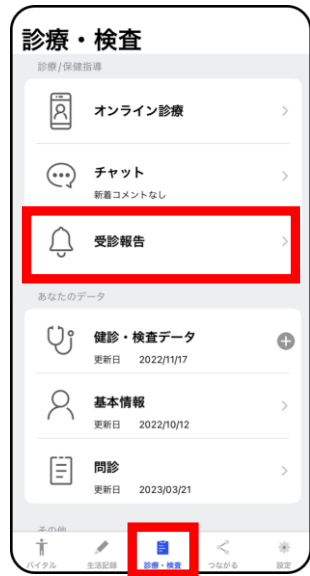 診療・検査
診療/保健指導
オンライン診療
チャット
新着コメントなし
受診報告
あなたのデータ
健診・検査データ
更新日 2022/11/17
基本情報
更新日 2022/10/12
問診
更新日 2023/03/21
その他
バイタル 生活記録 診療・検査 つながる 設定